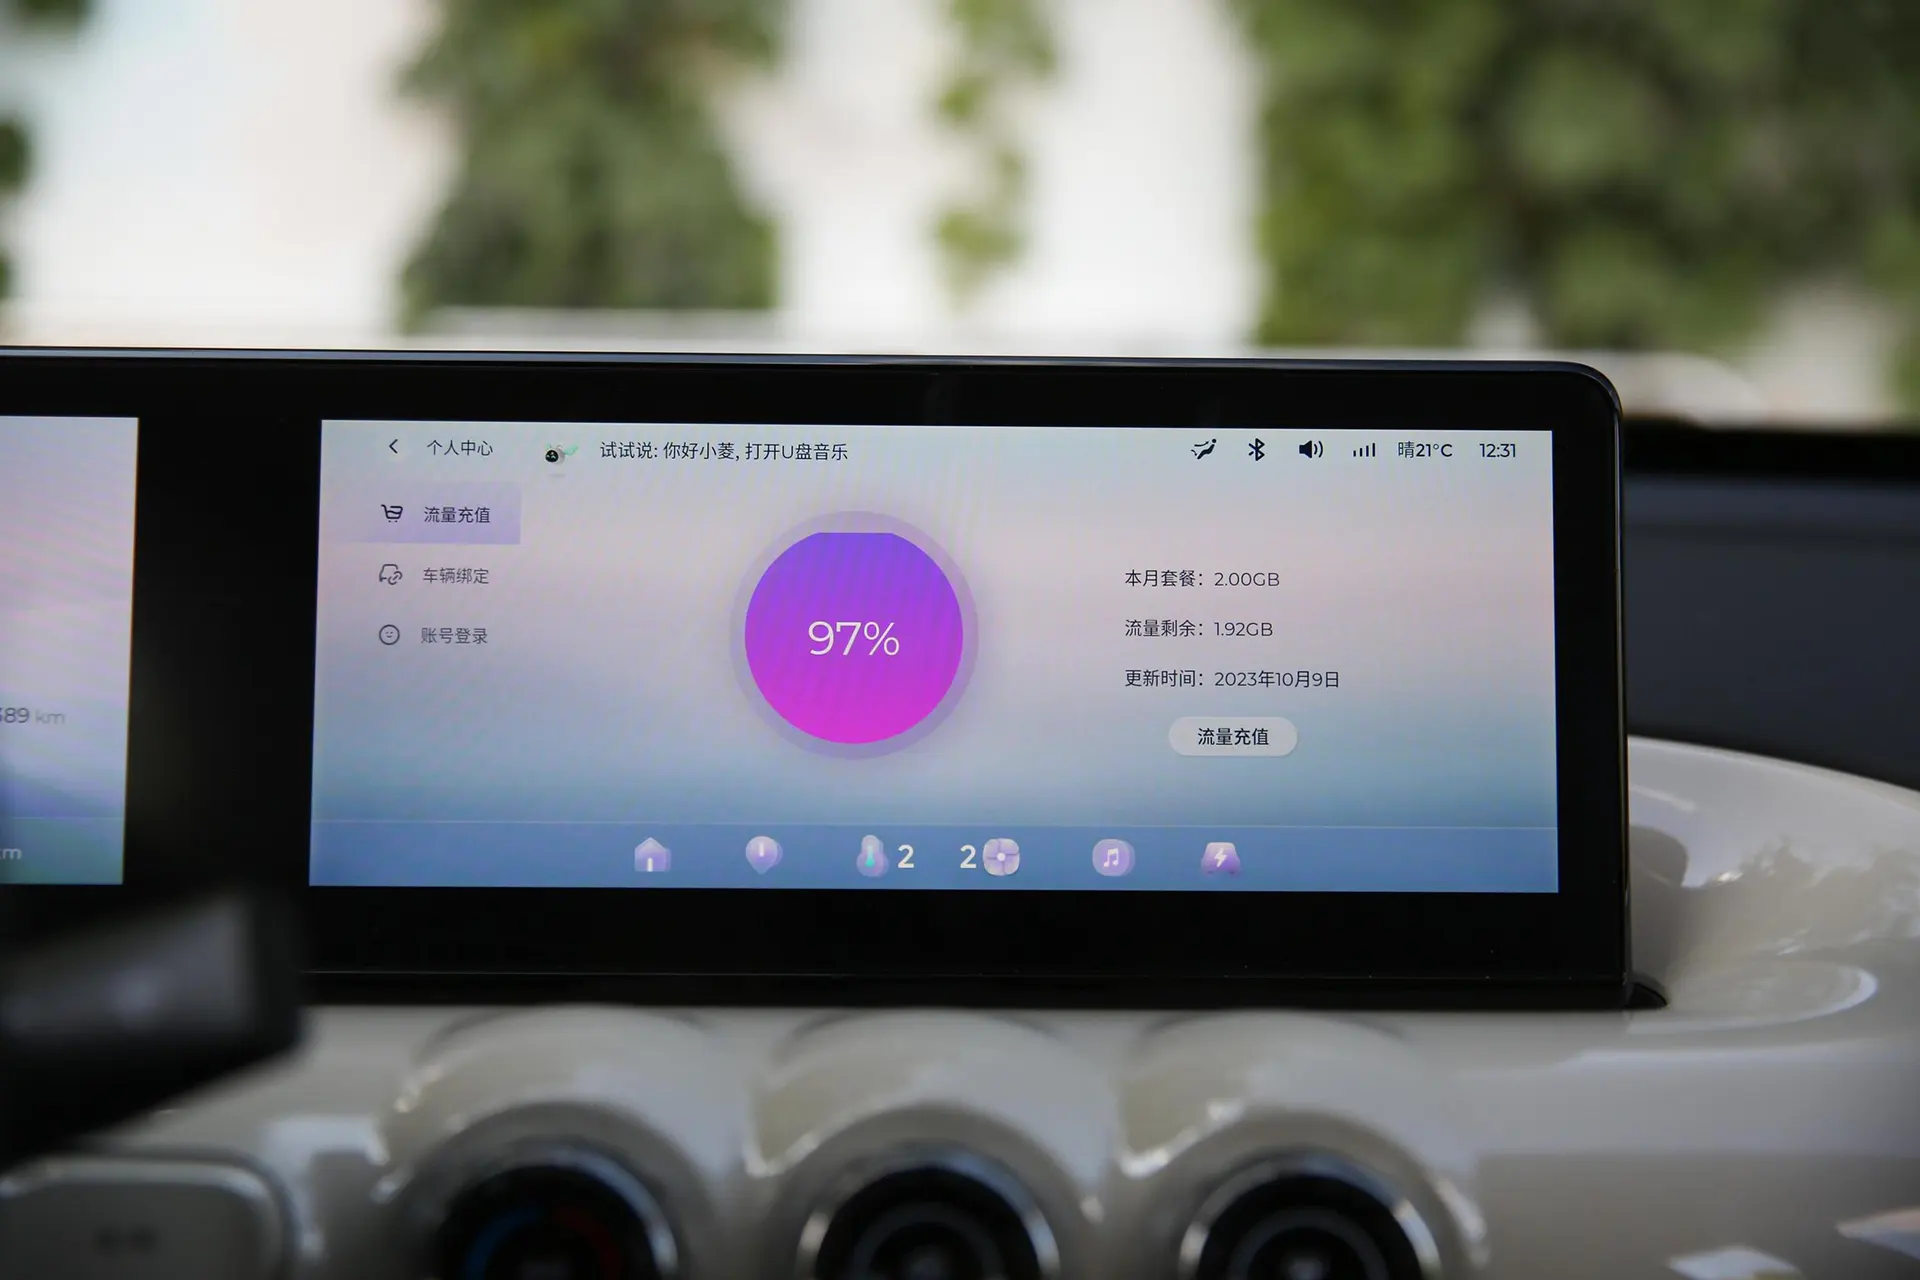 个人中心
试试说: 你好小菱, 打开U盘音乐
晴21°C
12:31
流量充值
车辆绑定
账号登录
97%
本月套餐: 2.00GB
流量剩余: 1.92GB
更新时间: 2023年10月9日
流量充值
389 km
km
2
2